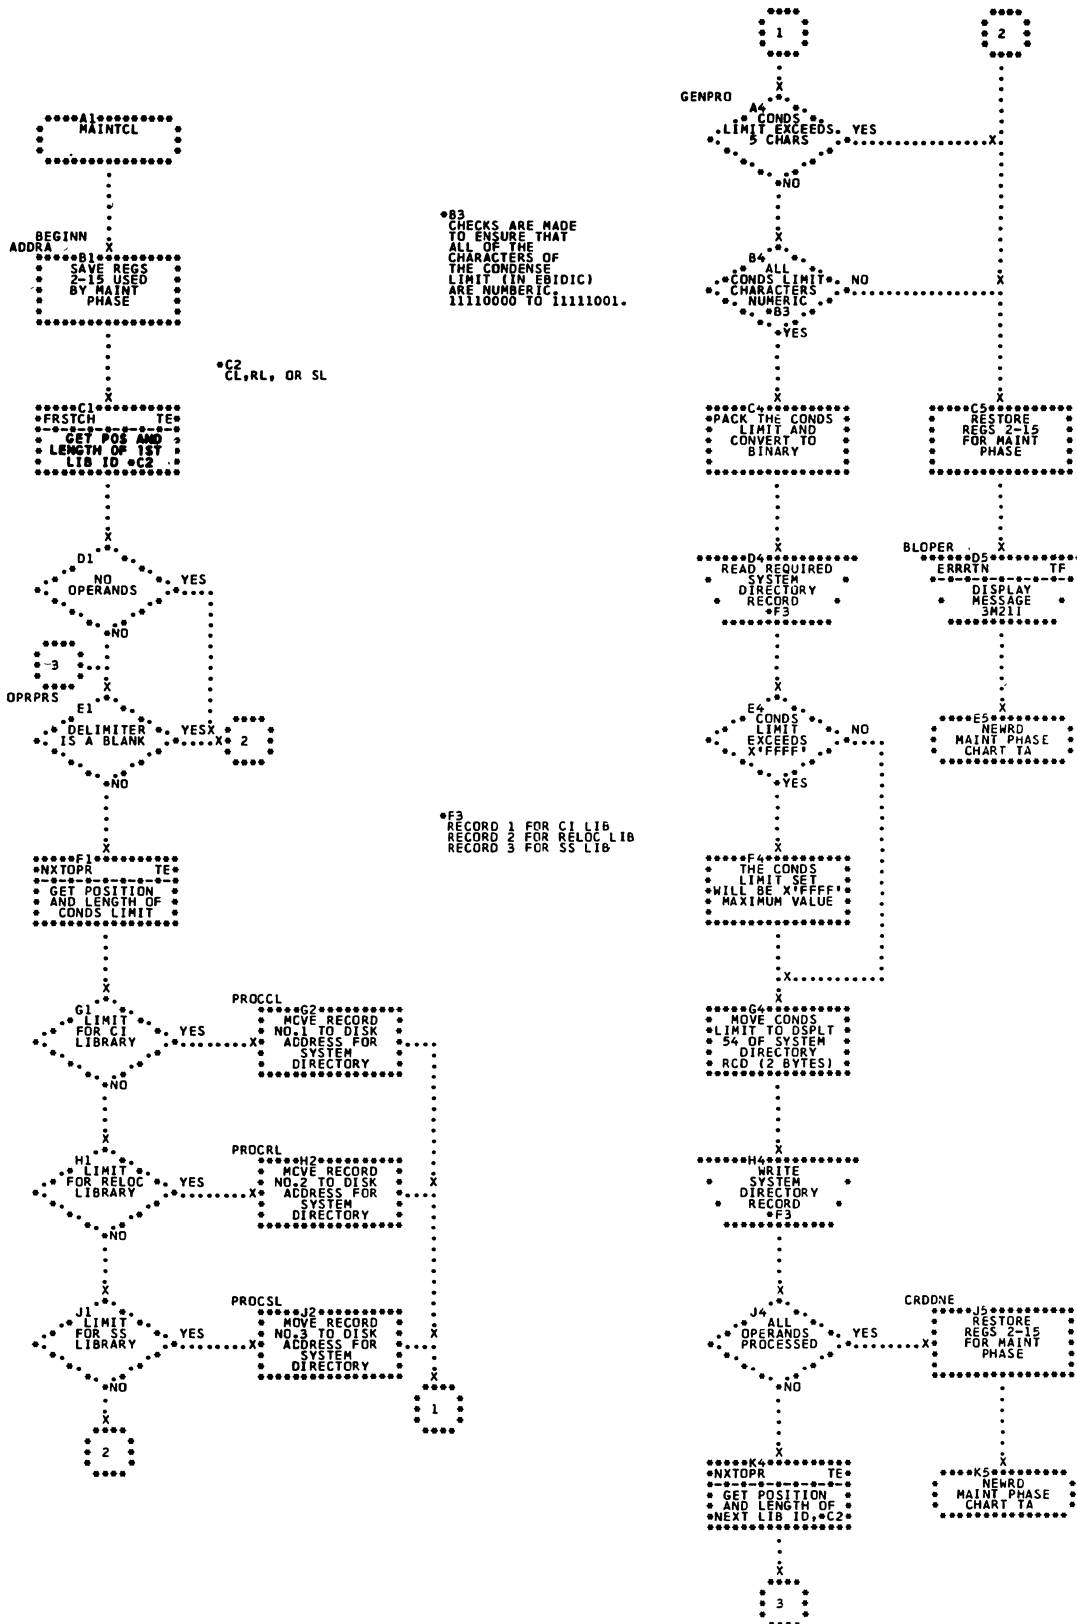 A1
MAINTCL
BEGINN
ADDRA
B1
SAVE REGS
2-15 USED
BY MAINT
PHASE
*C2
CL,RL, OR SL
C1
FRSTCH TE
GET POS AND
LENGTH OF 1ST
LIB ID *C2
D1
NO
OPERANDS
YES
NO
3
OPRPRS
E1
DELIMITER
IS A BLANK
YES
2
NO
F1
NXTOPR TE
GET POSITION
AND LENGTH OF
CONDS LIMIT
G1
LIMIT
FOR CI
LIBRARY
YES
NO
PROCCL
G2
MOVE RECORD
NO.1 TO DISK
ADDRESS FOR
SYSTEM
DIRECTORY
H1
LIMIT
FOR RELOC
LIBRARY
YES
NO
PROCRL
H2
MCVE RECORD
NO.2 TO DISK
ADDRESS FOR
SYSTEM
DIRECTORY
J1
LIMIT
FOR SS
LIBRARY
YES
NO
PROCSL
J2
MOVE RECORD
NO.3 TO DISK
ADDRESS FOR
SYSTEM
DIRECTORY
2
1
*B3
CHECKS ARE MADE
TO ENSURE THAT
ALL OF THE
CHARACTERS OF
THE CONDENSE
LIMIT (IN EBIDIC)
ARE NUMBERIC.
11110000 TO 11111001.
*F3
RECORD 1 FOR CI LIB
RECORD 2 FOR RELOC LIB
RECORD 3 FOR SS LIB
1
GENPRO
A4
CONDS
LIMIT EXCEEDS
5 CHARS
YES
NO
B4
ALL
CONDS LIMIT
CHARACTERS
NUMERIC
*B3
NO
YES
C4
PACK THE CONDS
LIMIT AND
CONVERT TO
BINARY
D4
READ REQUIRED
SYSTEM
DIRECTORY
RECORD
*F3
E4
CONDS
LIMIT
EXCEEDS
X'FFFF'
NO
YES
F4
THE CONDS
LIMIT SET
WILL BE X'FFFF'
MAXIMUM VALUE
G4
MOVE CONDS
LIMIT TO DSPLT
54 OF SYSTEM
DIRECTORY
RCD (2 BYTES)
H4
WRITE
SYSTEM
DIRECTORY
RECORD
*F3
J4
ALL
OPERANDS
PROCESSED
YES
NO
K4
NXTOPR TE
GET POSITION
AND LENGTH OF
NEXT LIB ID,*C2
3
2
C5
RESTORE
REGS 2-15
FOR MAINT
PHASE
BLOPER
D5
ERRRTN TF
DISPLAY
MESSAGE
3M21I
E5
NEWRD
MAINT PHASE
CHART TA
CRDDNE
J5
RESTORE
REGS 2-15
FOR MAINT
PHASE
K5
NEWRD
MAINT PHASE
CHART TA